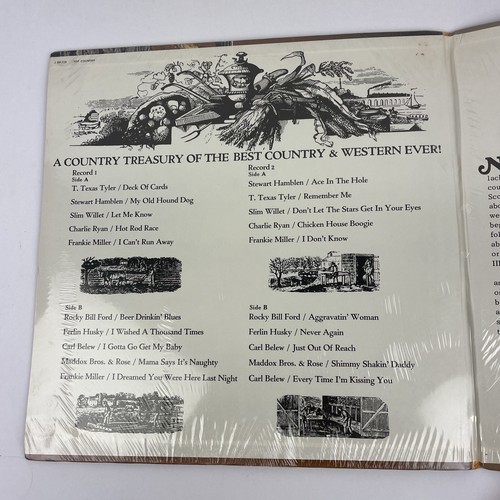 A COUNTRY TREASURY OF THE BEST COUNTRY & WESTERN EVER!
Record 1
Side A
T. Texas Tyler / Deck Of Cards
Stewart Hamblen / My Old Hound Dog
Slim Willet / Let Me Know
Charlie Ryan / Hot Rod Race
Frankie Miller / I Can't Run Away
Side B
Rocky Bill Ford / Beer Drinkin' Blues
Ferlin Husky / I Wished A Thousand Times
Carl Belew / I Gotta Go Get My Baby
Maddox Bros. & Rose / Mama Says It's Naughty
Frankie Miller / I Dreamed You Were Here Last Night
Record 2
Side A
Stewart Hamblen / Ace In The Hole
T. Texas Tyler / Remember Me
Slim Willet / Don't Let The Stars Get In Your Eyes
Charlie Ryan / Chicken House Boogie
Frankie Miller / I Don't Know
Side B
Rocky Bill Ford / Aggravatin' Woman
Ferlin Husky / Never Again
Carl Belew / Just Out Of Reach
Maddox Bros. & Rose / Shimmy Shakin' Daddy
Carl Belew / Every Time I'm Kissing You